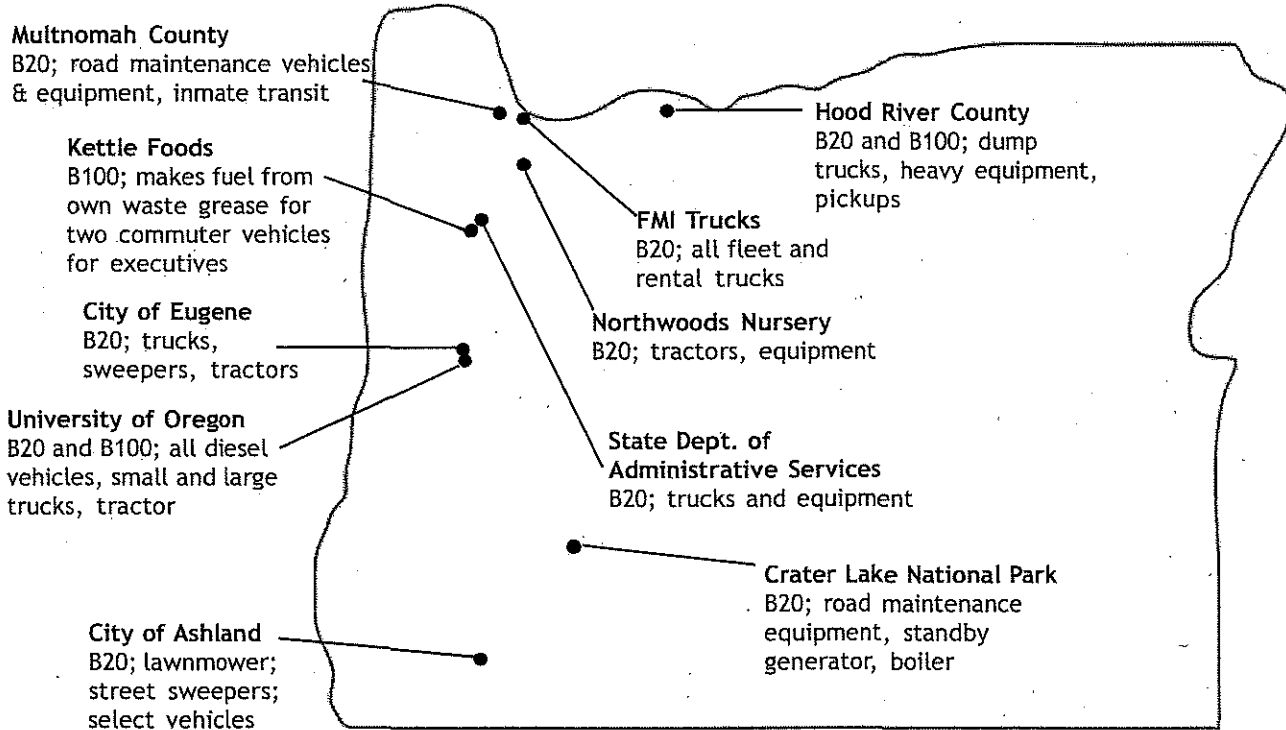 Multnomah County
B20; road maintenance vehicles
& equipment, inmate transit
Kettle Foods
B100; makes fuel from
own waste grease for
two commuter vehicles
for executives
City of Eugene
B20; trucks,
sweepers, tractors
University of Oregon
B20 and B100; all diesel
vehicles, small and large
trucks, tractor
City of Ashland
B20; lawnmower;
street sweepers;
select vehicles
Hood River County
B20 and B100; dump
trucks, heavy equipment,
pickups
FMI Trucks
B20; all fleet and
rental trucks
Northwoods Nursery
B20; tractors, equipment
State Dept. of
Administrative Services
B20; trucks and equipment
Crater Lake National Park
B20; road maintenance
equipment, standby
generator, boiler